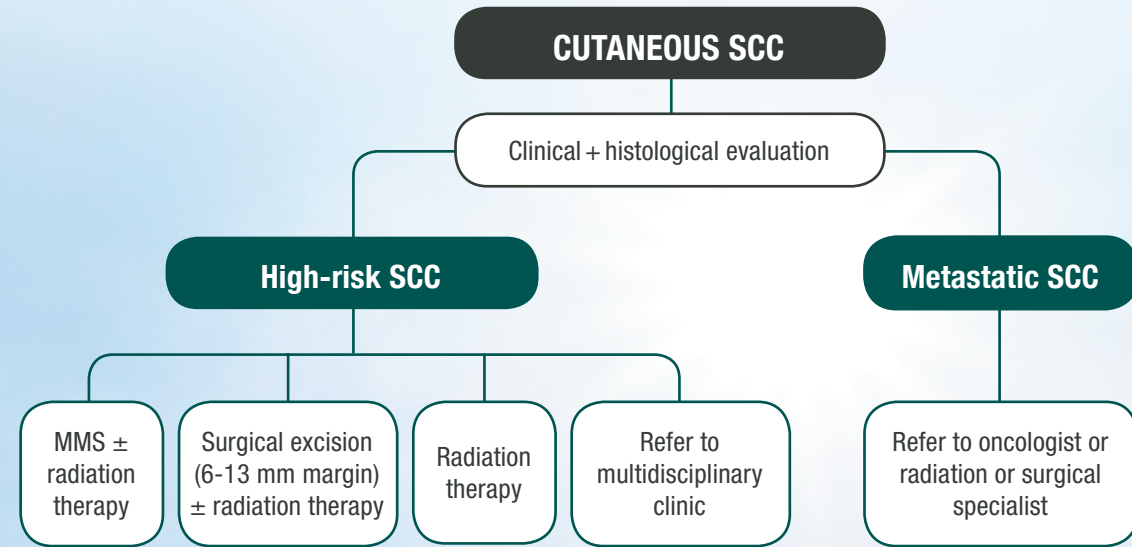 CUTANEOUS SCC
Clinical + histological evaluation
High-risk SCC
Metastatic SCC
MMS ±
radiation
therapy
Surgical excision
(6-13 mm margin)
± radiation therapy
Radiation
therapy
Refer to
multidisciplinary
clinic
Refer to oncologist or
radiation or surgical
specialist